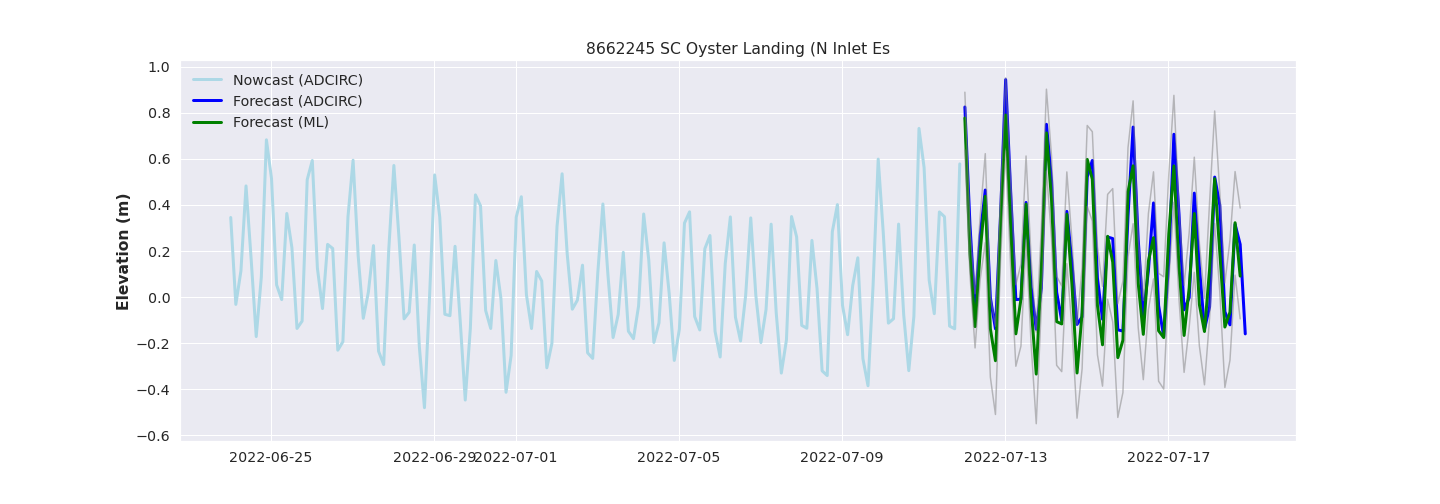 8662245 SC Oyster Landing (N Inlet Es
Nowcast (ADCIRC)
Forecast (ADCIRC)
Forecast (ML)
Elevation (m)
1.0
0.8
0.6
0.4
0.2
0.0
−0.2
−0.4
−0.6
2022-06-25 2022-06-29 2022-07-01 2022-07-05 2022-07-09 2022-07-13 2022-07-17